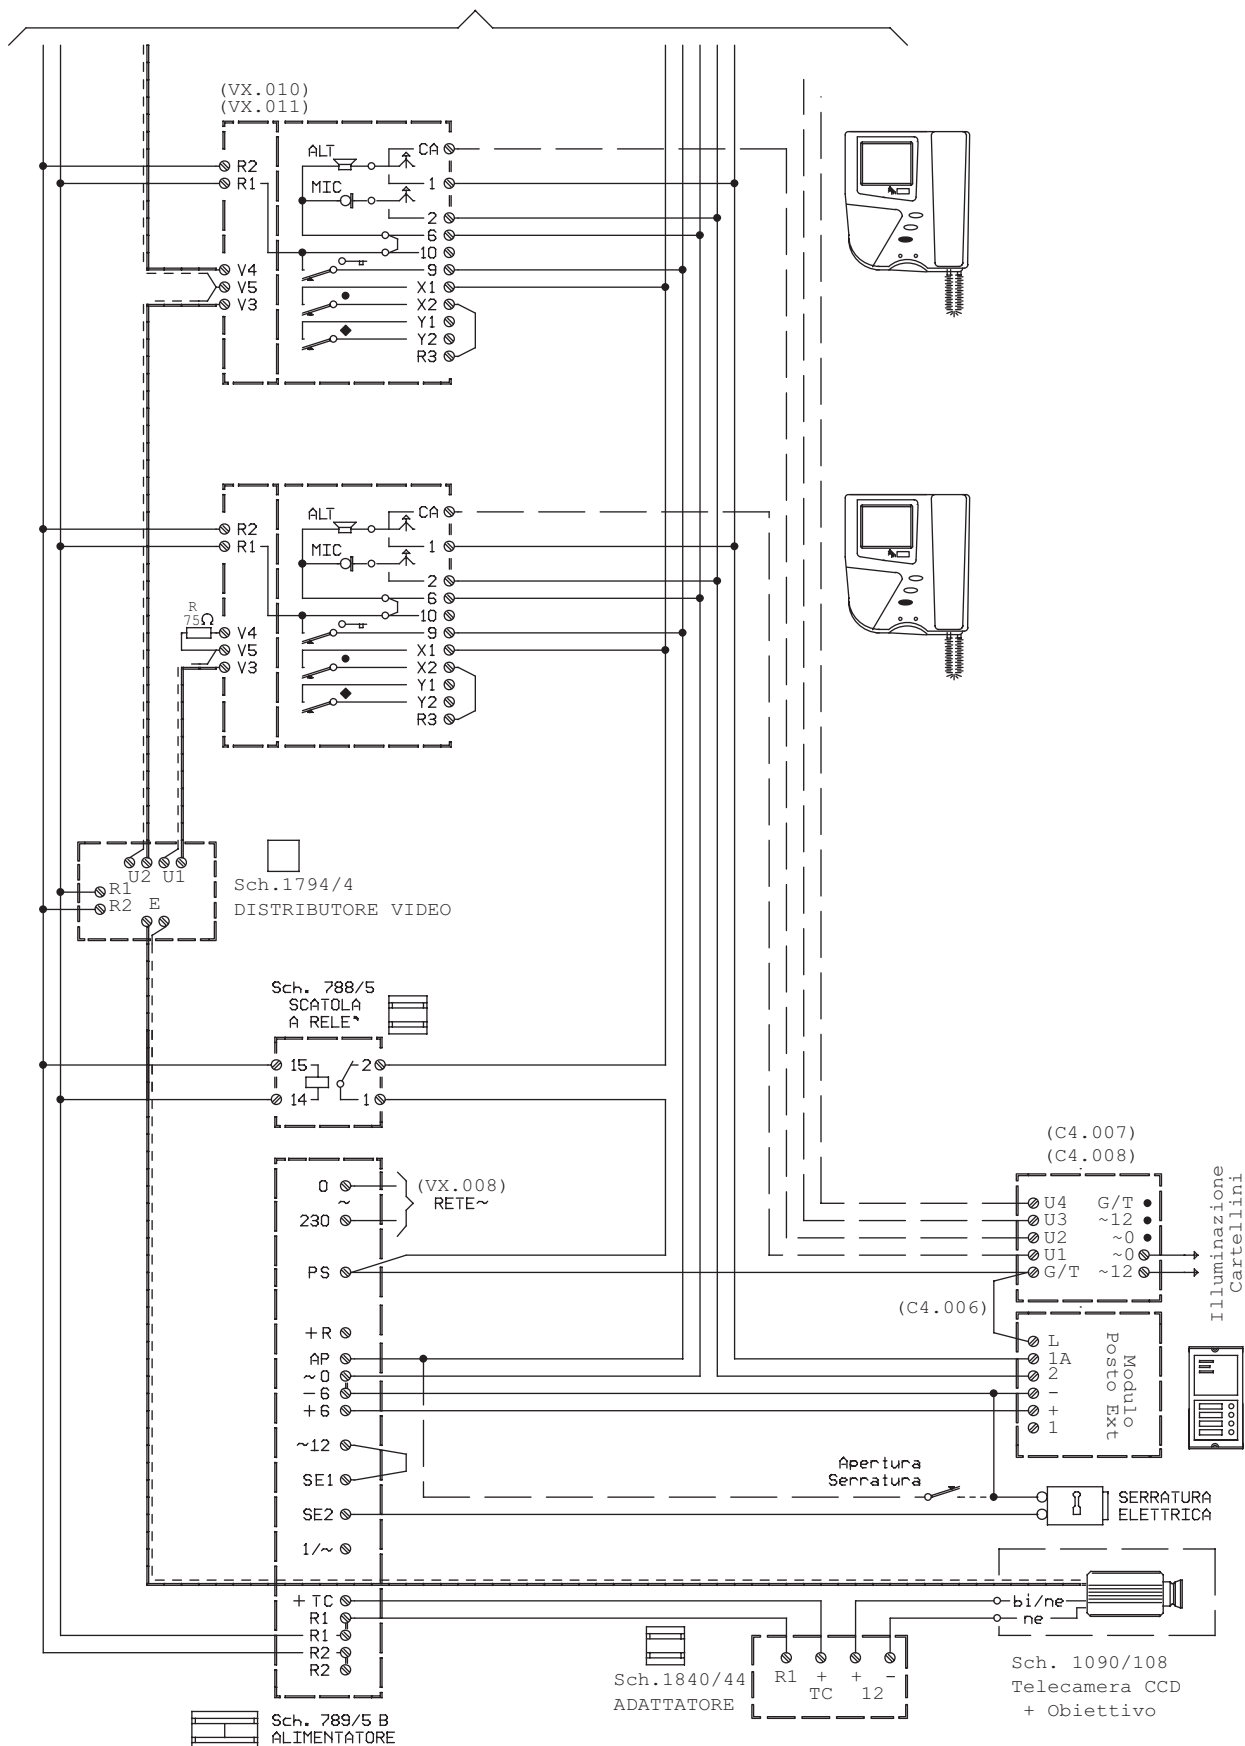 (VX.010)
(VX.011)
ALT
CA
R2
R1
MIC
1
2
6
10
V4
9
V5
X1
V3
X2
Y1
Y2
R3
ALT
CA
R2
R1
MIC
1
2
6
10
R
75Ω
V4
9
V5
X1
V3
X2
Y1
Y2
R3
U2 U1
R1
R2 E
Sch.1794/4
DISTRIBUTORE VIDEO
Sch. 788/5
SCATOLA
A RELE`
15
2
14
1
(C4.007)
(C4.008)
0
~
230
(VX.008)
RETE~
U4 G/T
U3 ~12
U2 ~0
U1 ~0
G/T ~12
Illuminazione
Cartellini
PS
(C4.006)
+R
AP
~0
-6
+6
~12
SE1
SE2
1/~
L
1A
2
-
+
1
Modulo
Posto Ext
Apertura
Serratura
SERRATURA
ELETTRICA
+ TC
R1
R1
R2
R2
bi/ne
ne
Sch.1840/44
ADATTATORE
R1 + + -
TC 12
Sch. 1090/108
Telecamera CCD
+ Obiettivo
Sch. 789/5 B
ALIMENTATORE